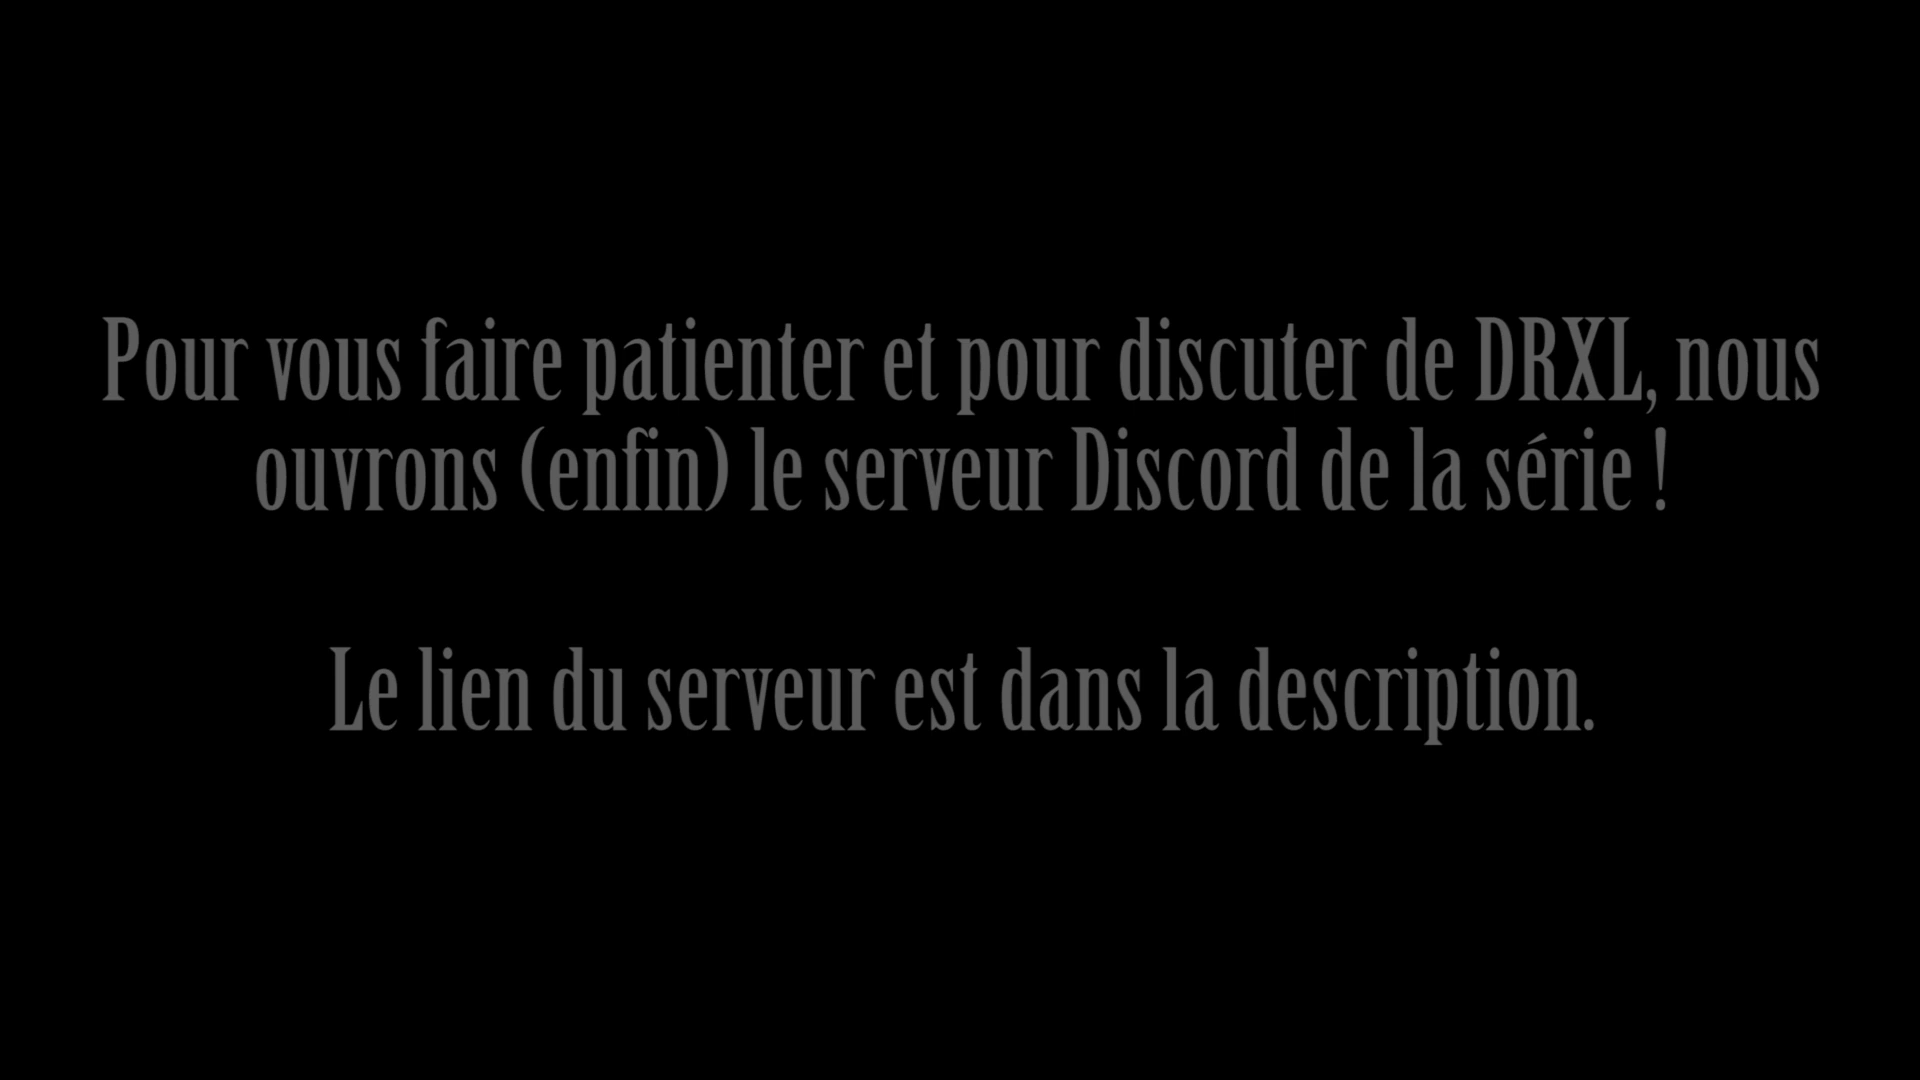 Pour vous faire patienter et pour discuter de DRXL, nous
ouvrons (enfin) le serveur Discord de la série !
Le lien du serveur est dans la description.